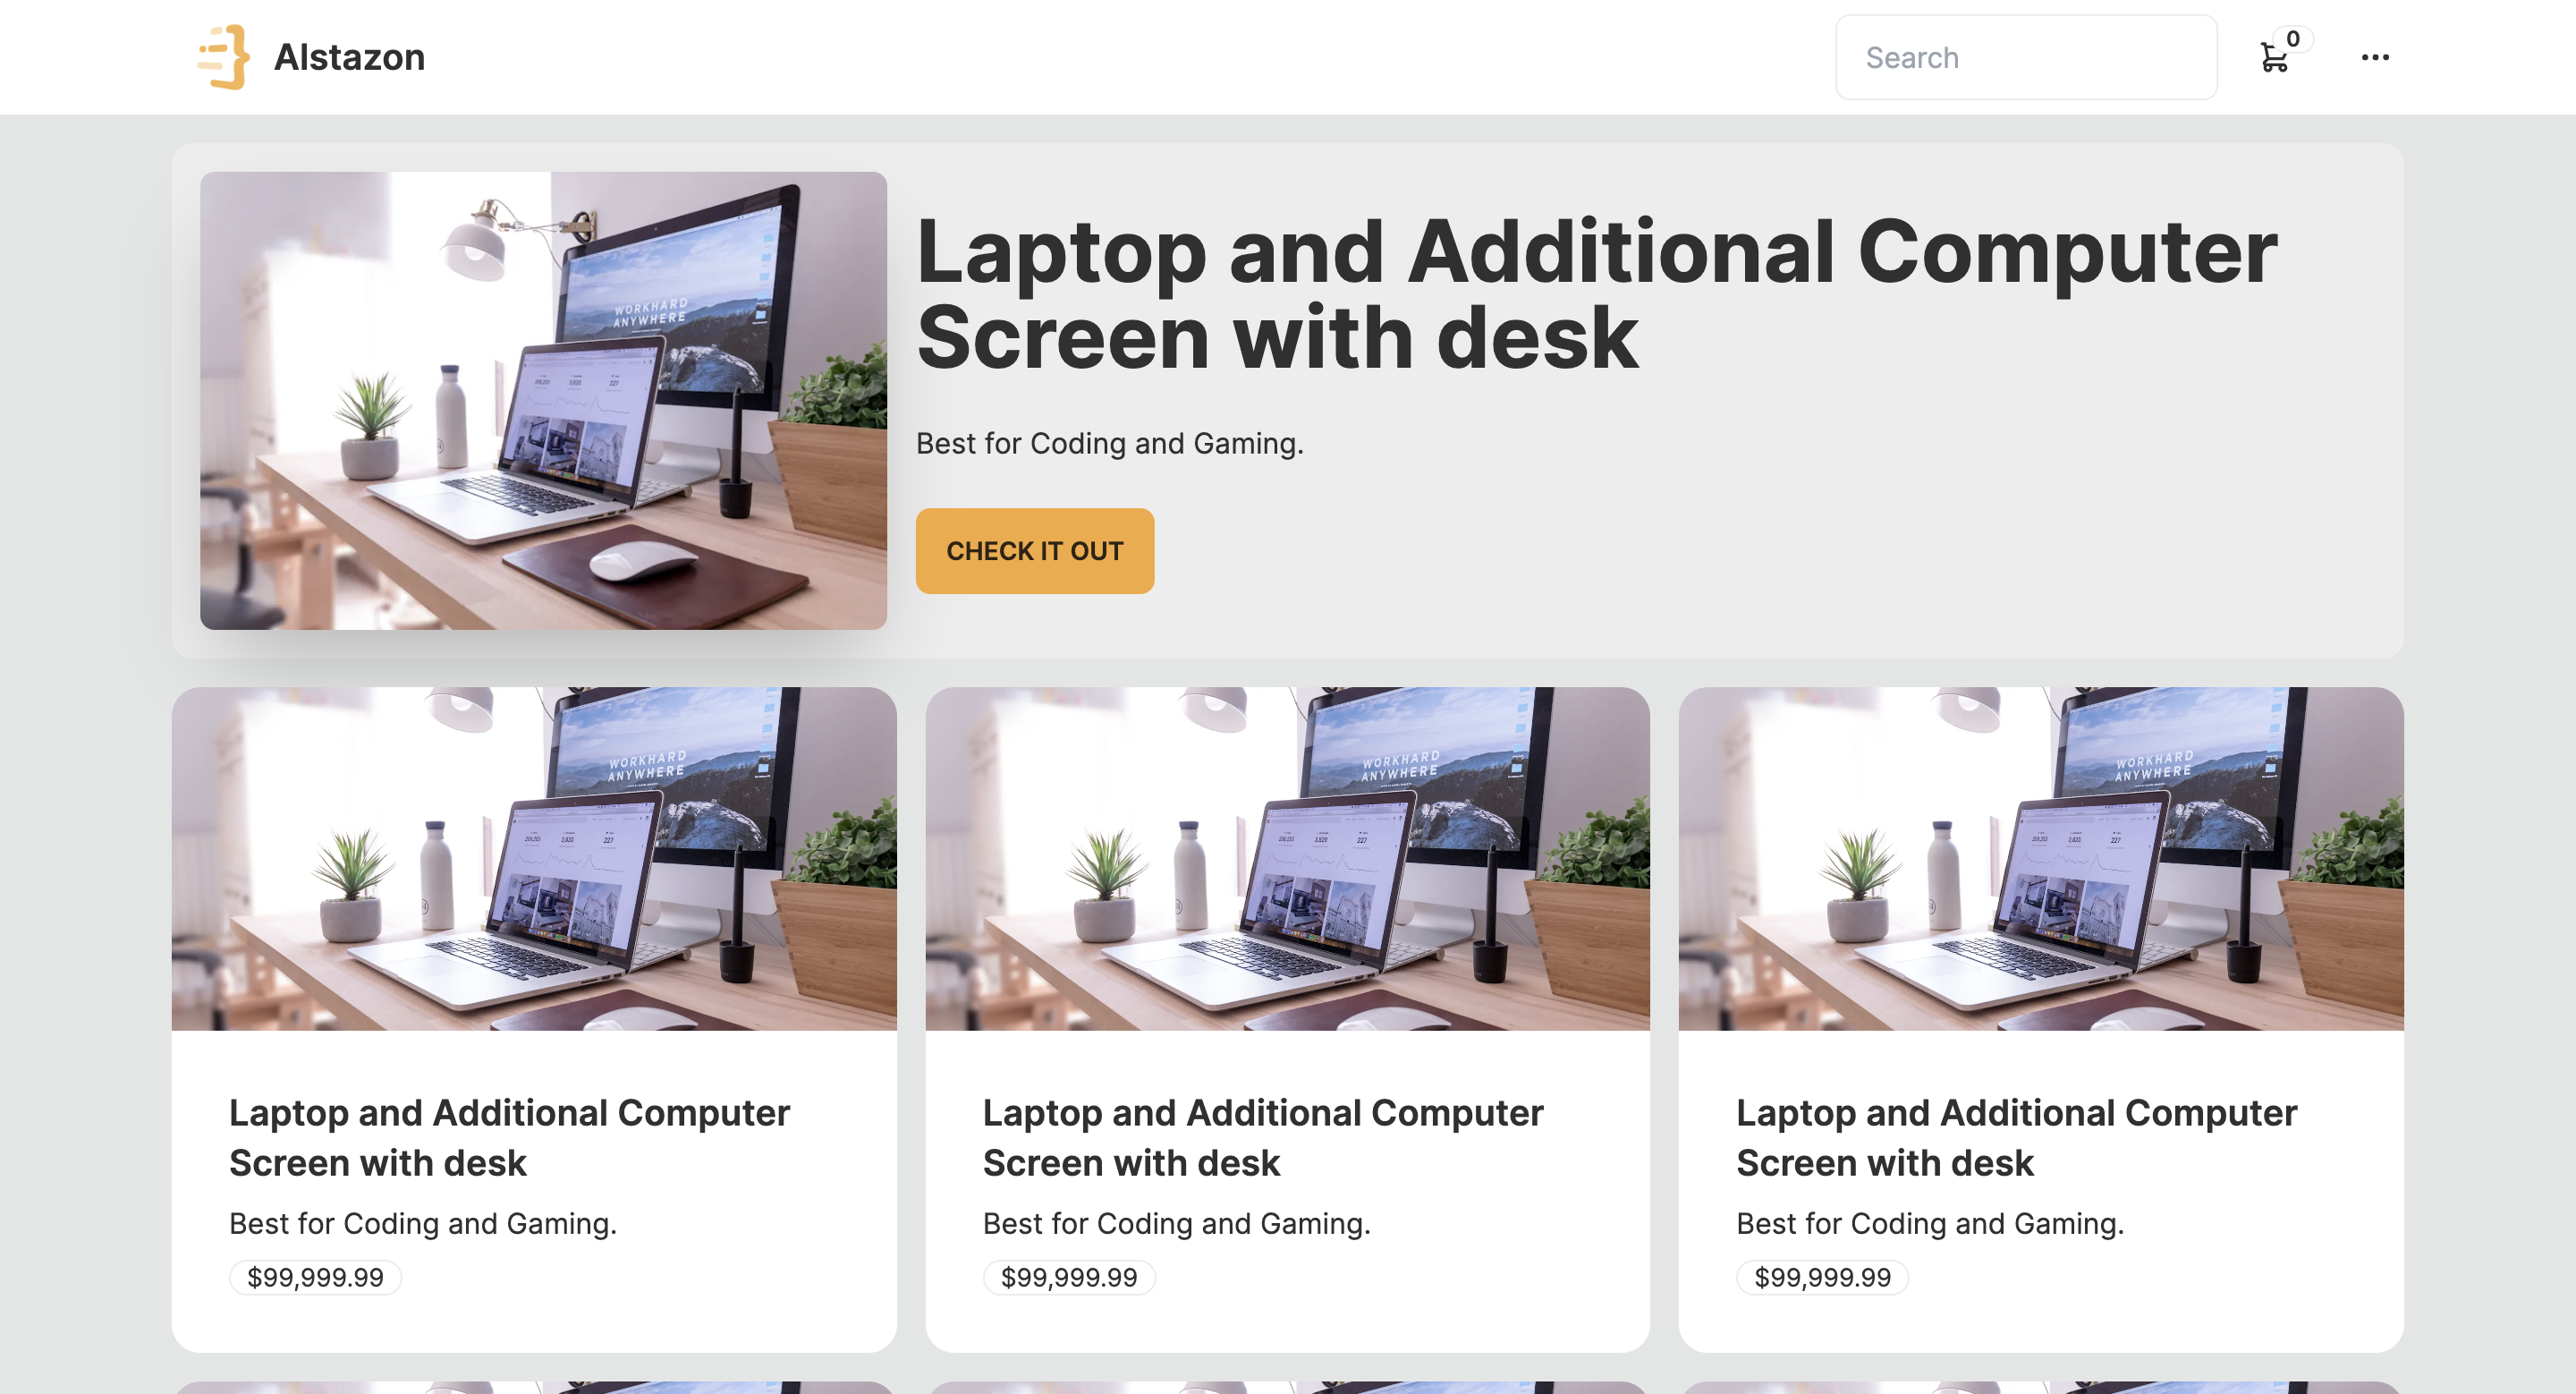 Alstazon
Search
0
WORKHARD
ANYWHERE
Laptop and Additional Computer
Screen with desk
Best for Coding and Gaming.
CHECK IT OUT
WORKHARD
ANYWHERE
WORKHARD
ANYWHERE
WORKHARD
ANYWHERE
Laptop and Additional Computer
Screen with desk
Best for Coding and Gaming.
$99,999.99
Laptop and Additional Computer
Screen with desk
Best for Coding and Gaming.
$99,999.99
Laptop and Additional Computer
Screen with desk
Best for Coding and Gaming.
$99,999.99